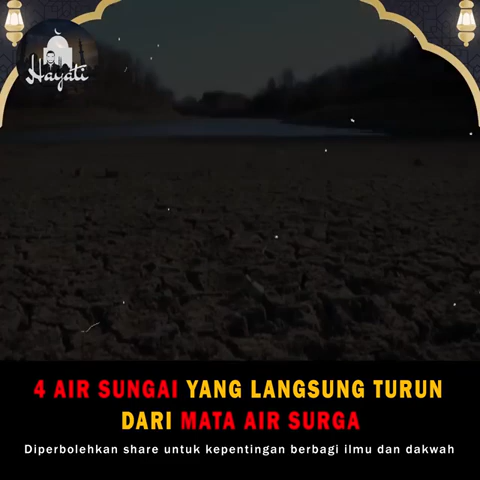 Hayati
4 AIR SUNGAI YANG LANGSUNG TURUN
DARI MATA AIR SURGA
Diperbolehkan share untuk kepentingan berbagi ilmu dan dakwah